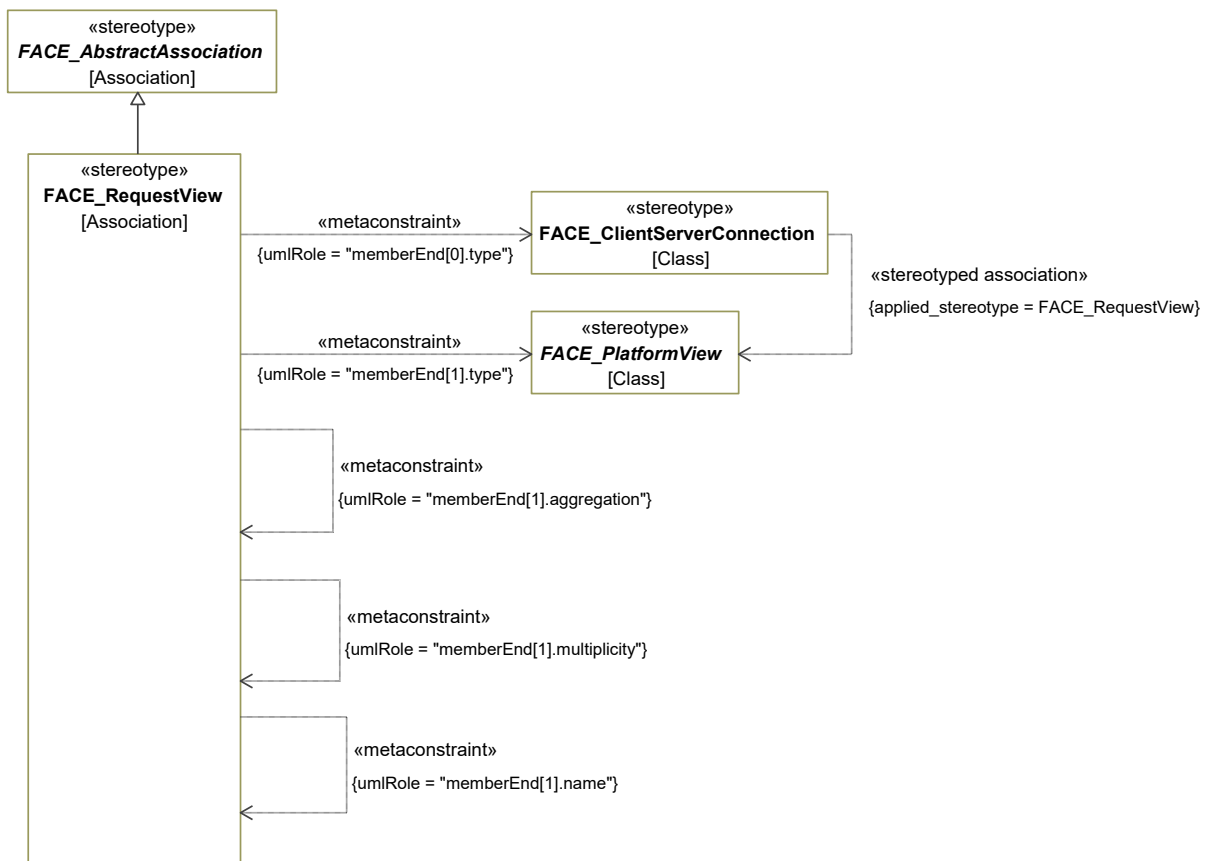 «stereotype»
FACE_AbstractAssociation
[Association]
«stereotype»
FACE_RequestView
[Association]
«metaconstraint»
{umlRole = "memberEnd[0].type"}
«stereotype»
FACE_ClientServerConnection
[Class]
«stereotyped association»
{applied_stereotype = FACE_RequestView}
«metaconstraint»
{umlRole = "memberEnd[1].type"}
«stereotype»
FACE_PlatformView
[Class]
«metaconstraint»
{umlRole = "memberEnd[1].aggregation"}
«metaconstraint»
{umlRole = "memberEnd[1].multiplicity"}
«metaconstraint»
{umlRole = "memberEnd[1].name"}